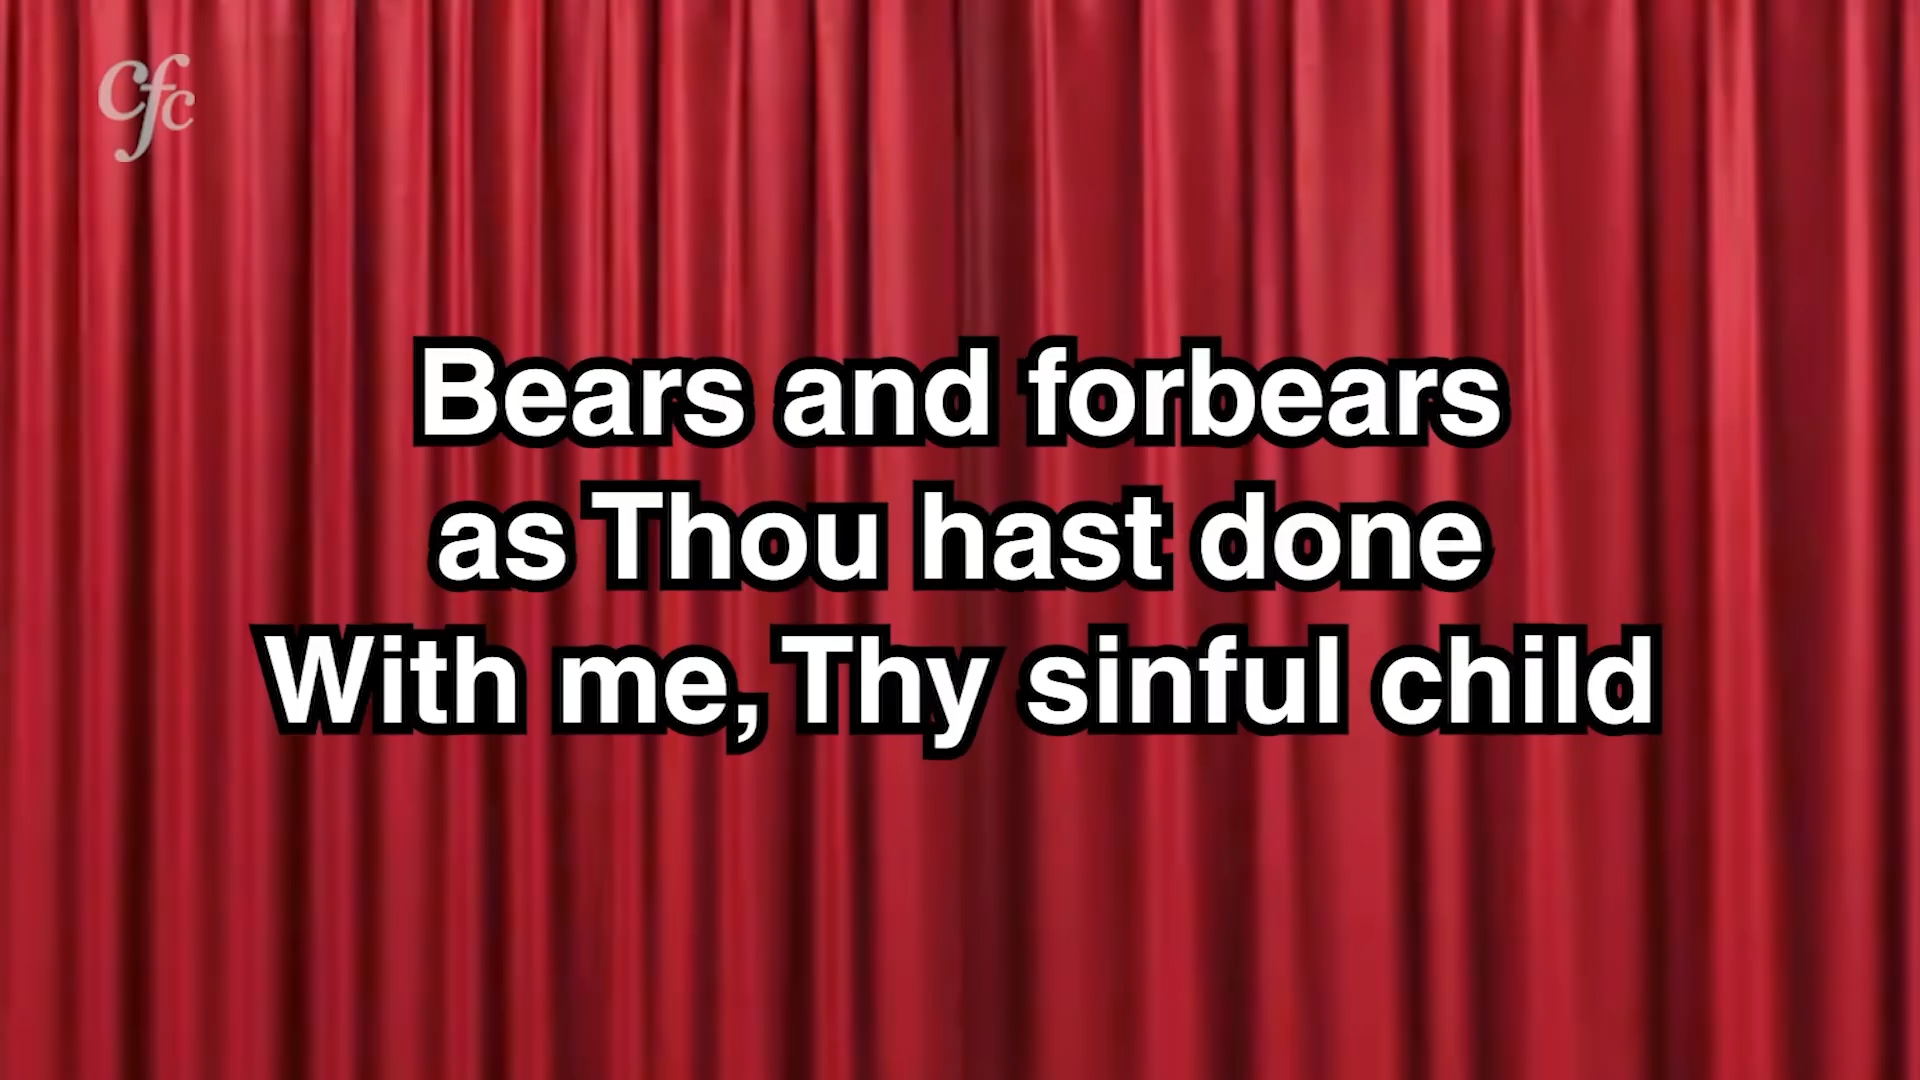 cfc
Bears and forbears
as Thou hast done
With me, Thy sinful child